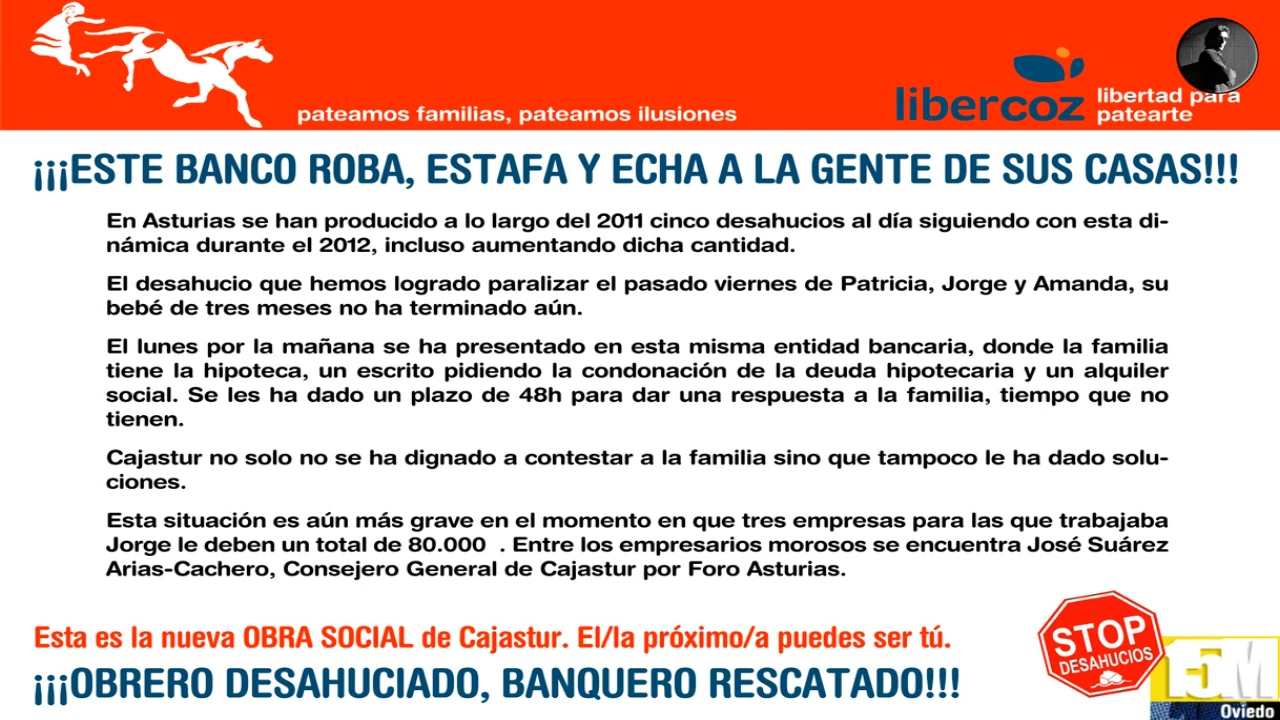 pateamos familias, pateamos ilusiones
libercoz
libertad para
patearte
¡¡¡ESTE BANCO ROBA, ESTAFA Y ECHA A LA GENTE DE SUS CASAS!!!
En Asturias se han producido a lo largo del 2011 cinco desahucios al día siguiendo con esta di-
námica durante el 2012, incluso aumentando dicha cantidad.
El desahucio que hemos logrado paralizar el pasado viernes de Patricia, Jorge y Amanda, su
bebé de tres meses no ha terminado aún.
El lunes por la mañana se ha presentado en esta misma entidad bancaria, donde la familia
tiene la hipoteca, un escrito pidiendo la condonación de la deuda hipotecaria y un alquiler
social. Se les ha dado un plazo de 48h para dar una respuesta a la familia, tiempo que no
tienen.
Cajastur no solo no se ha dignado a contestar a la familia sino que tampoco le ha dado solu-
ciones.
Esta situación es aún más grave en el momento en que tres empresas para las que trabajaba
Jorge le deben un total de 80.000 . Entre los empresarios morosos se encuentra José Suárez
Arias-Cachero, Consejero General de Cajastur por Foro Asturias.
Esta es la nueva OBRA SOCIAL de Cajastur. El/la próximo/a puedes ser tú.
¡¡¡OBRERO DESAHUCIADO, BANQUERO RESCATADO!!!
STOP
DESAHUCIOS
15M
Oviedo